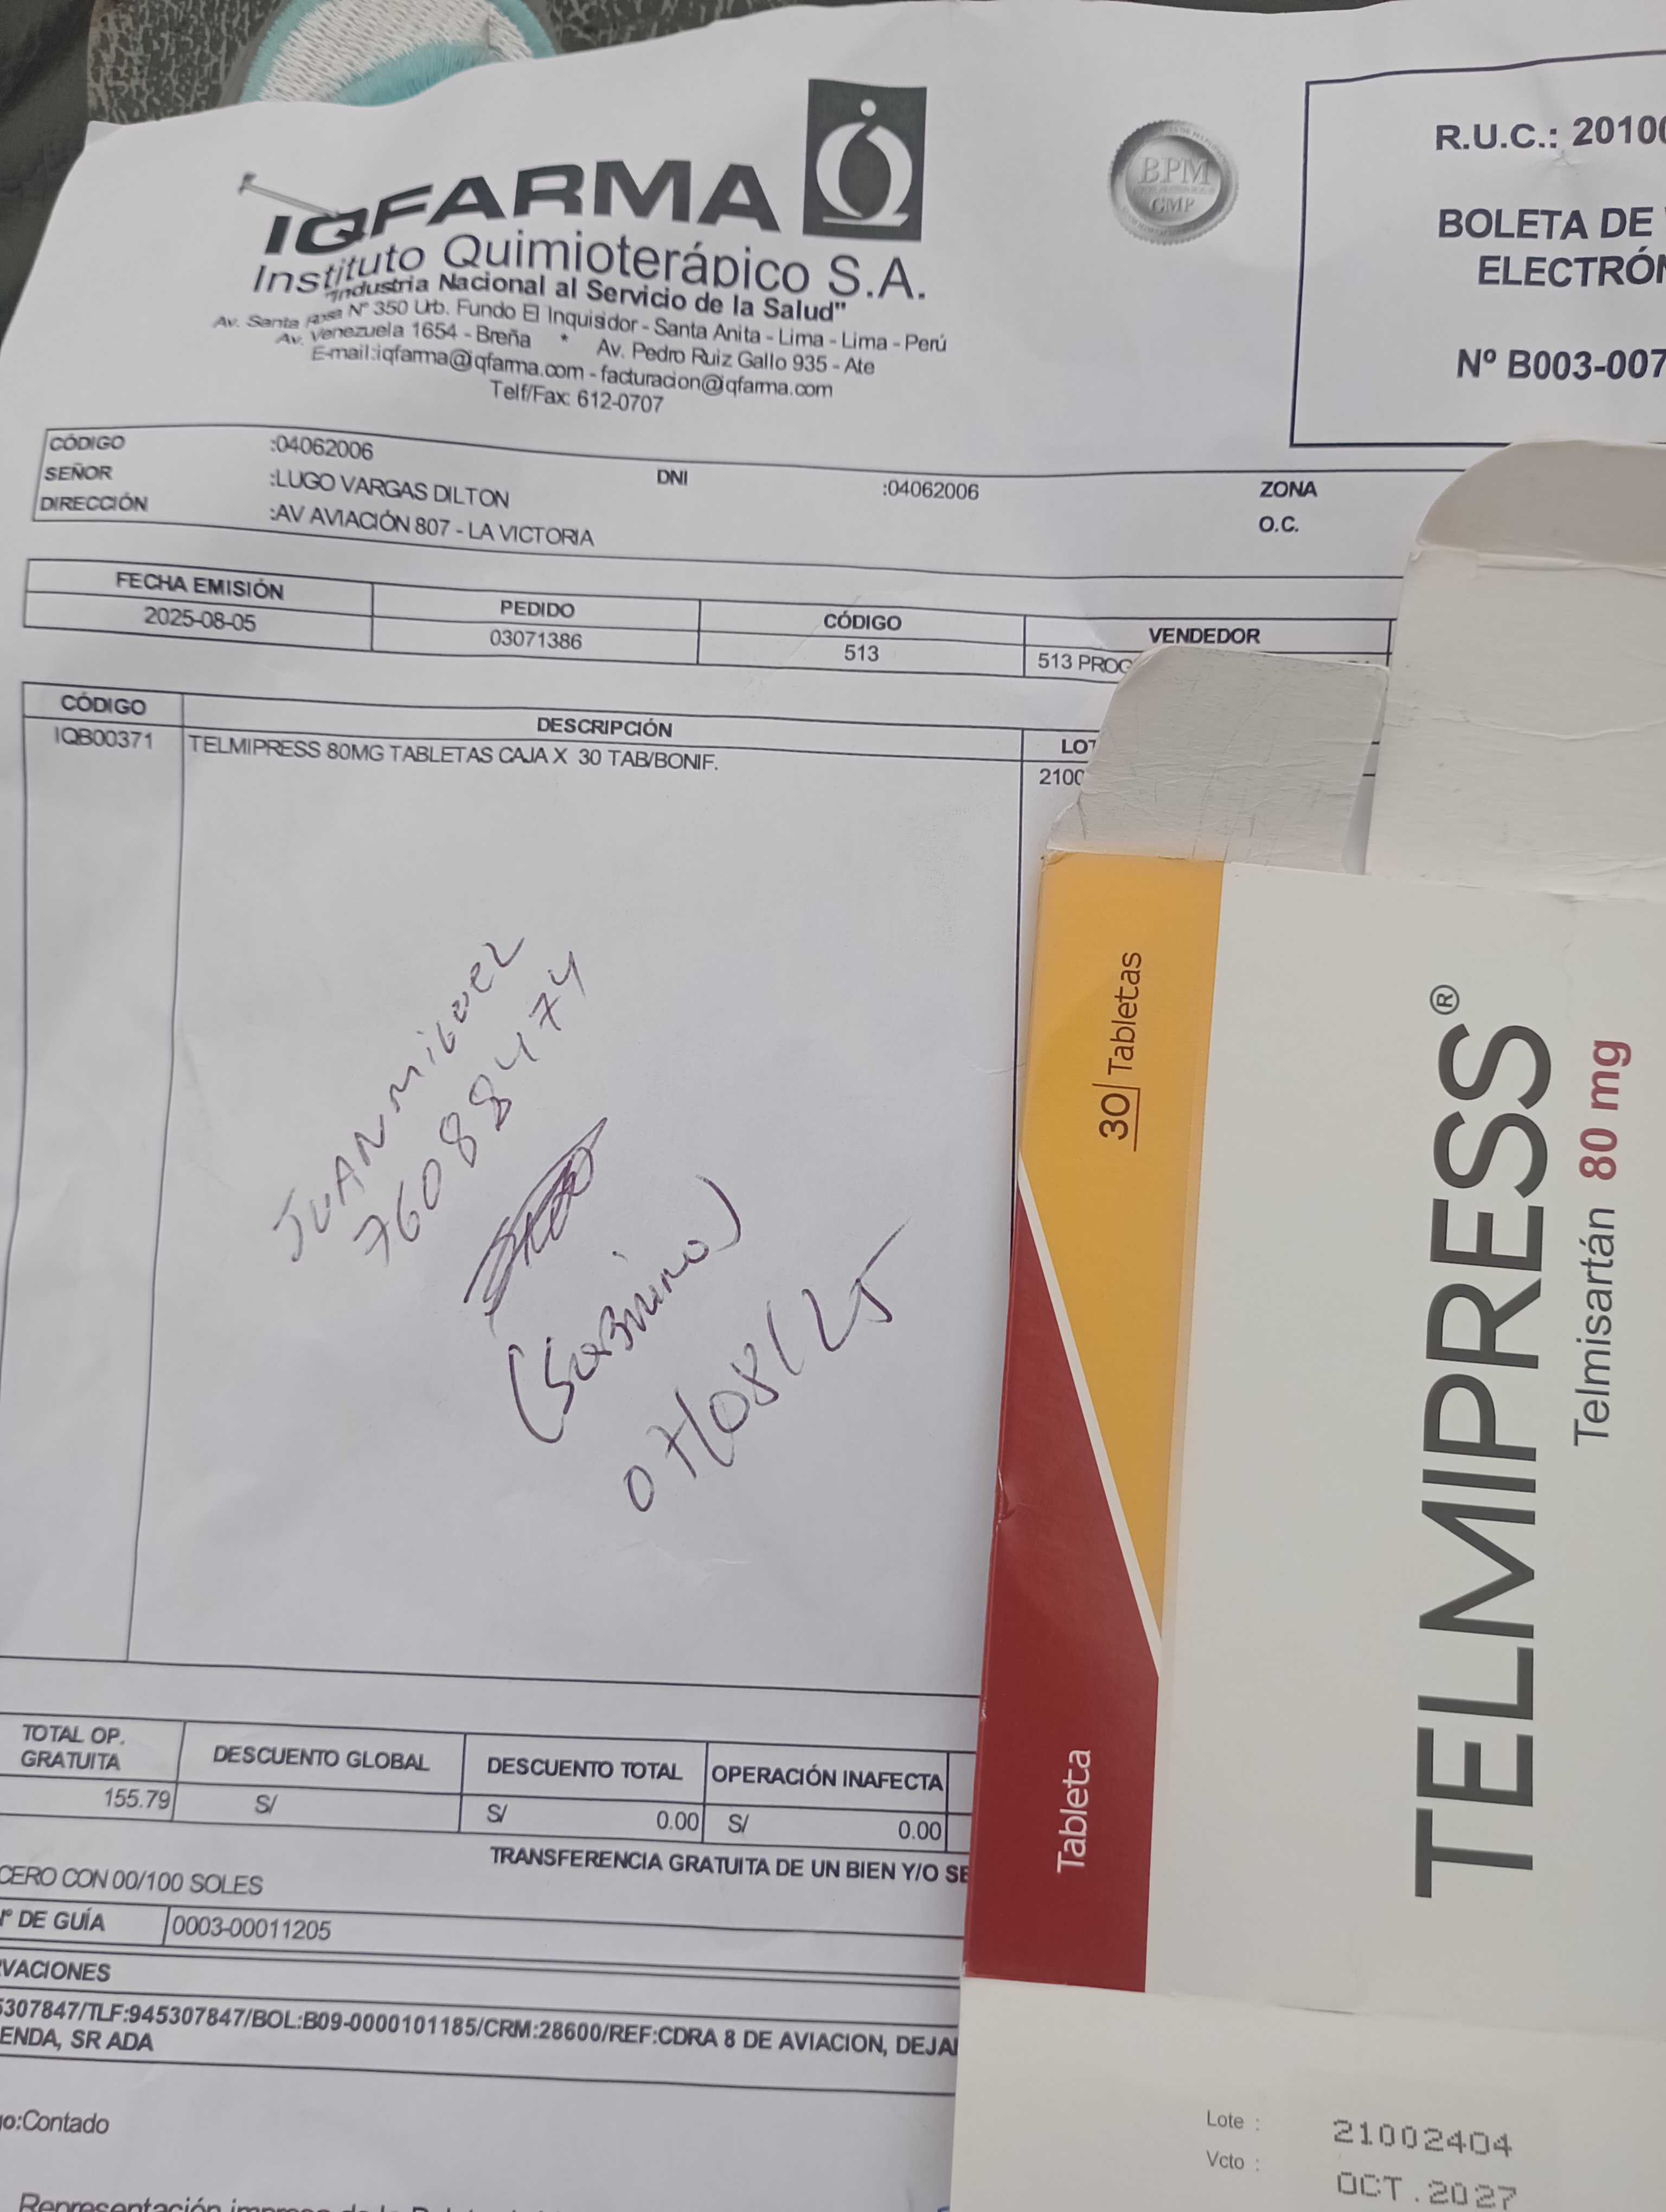 IQFARMA
Instituto Quimioterápico S.A.
"Industria Nacional al Servicio de la Salud"
Av. Santa Rosa Nº 350 Urb. Fundo El Inquisidor - Santa Anita - Lima - Lima - Perú
Av. Venezuela 1654 - Breña * Av. Pedro Ruiz Gallo 935 - Ate
E-mail:iqfarma@iqfarma.com - facturacion@iqfarma.com
Telf/Fax: 612-0707
BPM
GMP
R.U.C.: 20100
BOLETA DE
ELECTRÓN
Nº B003-007
CÓDIGO :04062006
SEÑOR :LUGO VARGAS DILTON DNI :04062006 ZONA
DIRECCIÓN :AV AVIACIÓN 807 - LA VICTORIA O.C.
FECHA EMISIÓN PEDIDO CÓDIGO VENDEDOR
2025-08-05 03071386 513 513 PROG
CÓDIGO DESCRIPCIÓN LOT
IQB00371 TELMIPRESS 80MG TABLETAS CAJA X 30 TAB/BONIF. 2100
JUAN MIGUEL
76088474
(SOBRINO)
07/08/25
30 Tabletas
TELMIPRESS®
Telmisartán 80 mg
Tableta
TOTAL OP. GRATUITA DESCUENTO GLOBAL DESCUENTO TOTAL OPERACIÓN INAFECTA
155.79 S/ S/ 0.00 S/ 0.00
TRANSFERENCIA GRATUITA DE UN BIEN Y/O SE
CERO CON 00/100 SOLES
Nº DE GUÍA 0003-00011205
VACIONES
5307847/TLF:945307847/BOL:B09-0000101185/CRM:28600/REF:CDRA 8 DE AVIACION, DEJA
ENDA, SR ADA
go:Contado
Lote : 21002404
Vcto : OCT.2027